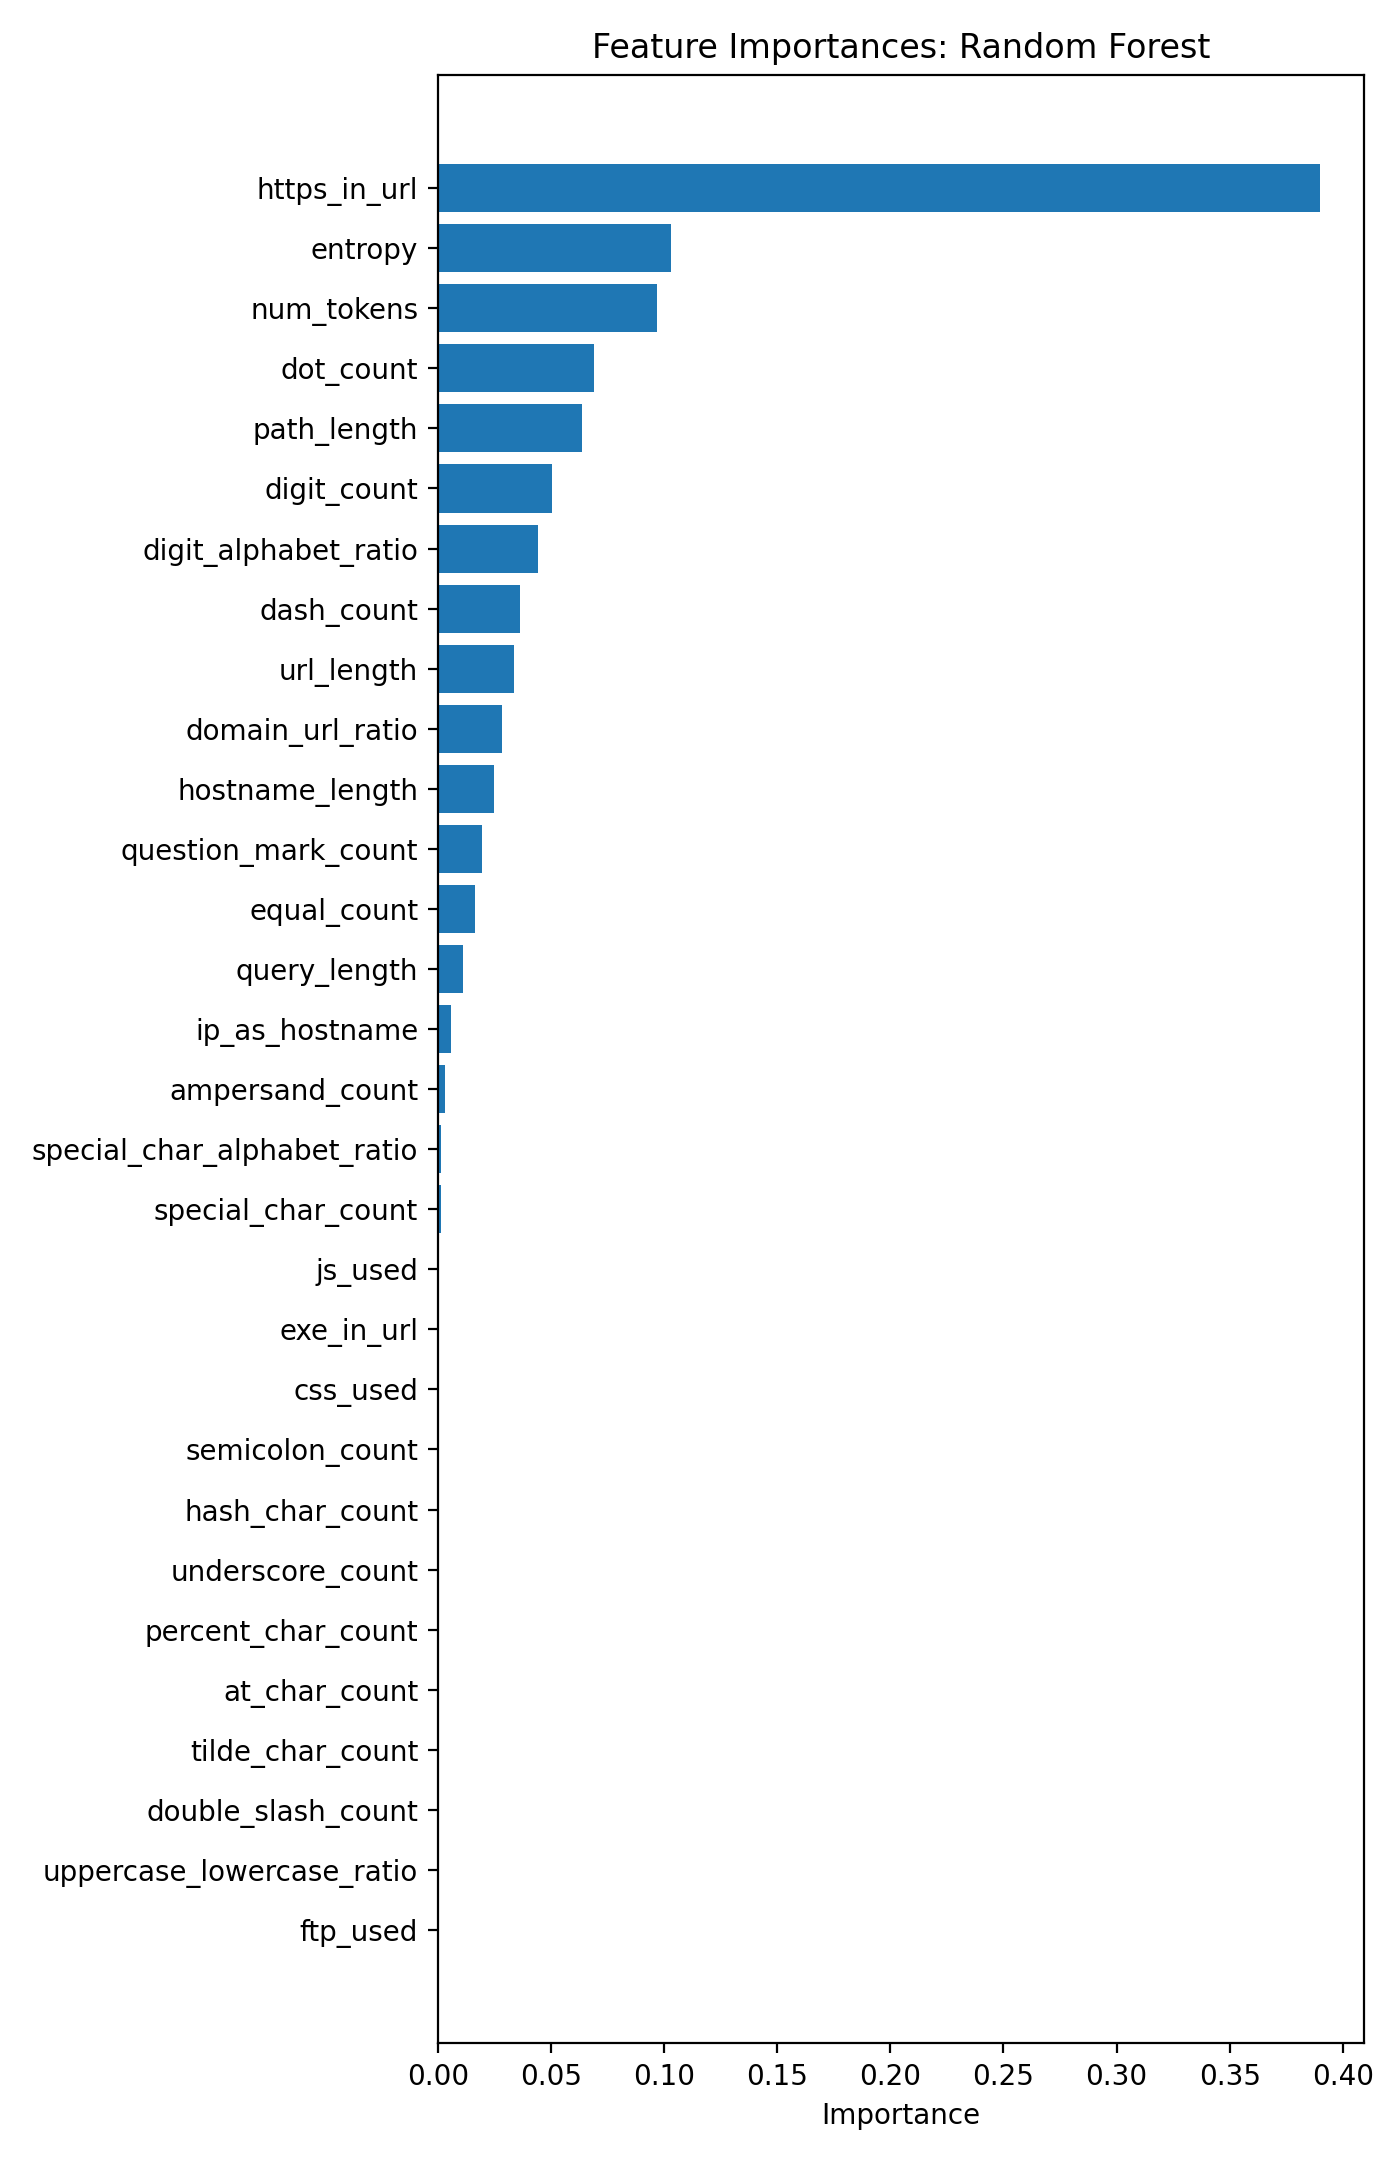 Feature Importances: Random Forest
https_in_url
entropy
num_tokens
dot_count
path_length
digit_count
digit_alphabet_ratio
dash_count
url_length
domain_url_ratio
hostname_length
question_mark_count
equal_count
query_length
ip_as_hostname
ampersand_count
special_char_alphabet_ratio
special_char_count
js_used
exe_in_url
css_used
semicolon_count
hash_char_count
underscore_count
percent_char_count
at_char_count
tilde_char_count
double_slash_count
uppercase_lowercase_ratio
ftp_used
0.00 0.05 0.10 0.15 0.20 0.25 0.30 0.35 0.40
Importance